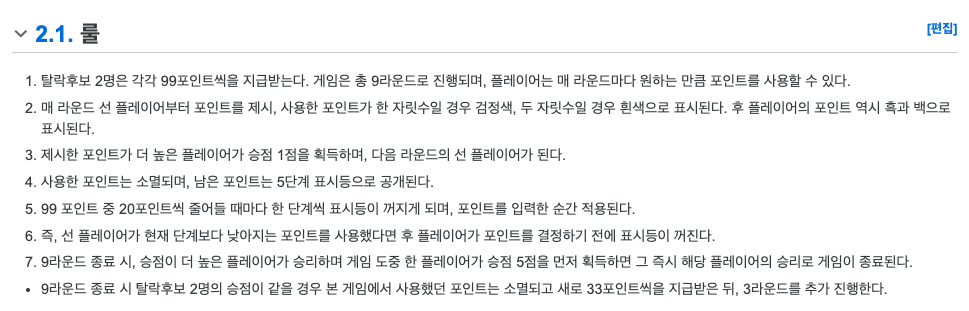 2.1. 룰 [편집]
1. 탈락후보 2명은 각각 99포인트씩을 지급받는다. 게임은 총 9라운드로 진행되며, 플레이어는 매 라운드마다 원하는 만큼 포인트를 사용할 수 있다.
2. 매 라운드 선 플레이어부터 포인트를 제시, 사용한 포인트가 한 자릿수일 경우 검정색, 두 자릿수일 경우 흰색으로 표시된다. 후 플레이어의 포인트 역시 흑과 백으로
표시된다.
3. 제시한 포인트가 더 높은 플레이어가 승점 1점을 획득하며, 다음 라운드의 선 플레이어가 된다.
4. 사용한 포인트는 소멸되며, 남은 포인트는 5단계 표시등으로 공개된다.
5. 99 포인트 중 20포인트씩 줄어들 때마다 한 단계씩 표시등이 꺼지게 되며, 포인트를 입력한 순간 적용된다.
6. 즉, 선 플레이어가 현재 단계보다 낮아지는 포인트를 사용했다면 후 플레이어가 포인트를 결정하기 전에 표시등이 꺼진다.
7. 9라운드 종료 시, 승점이 더 높은 플레이어가 승리하며 게임 도중 한 플레이어가 승점 5점을 먼저 획득하면 그 즉시 해당 플레이어의 승리로 게임이 종료된다.
• 9라운드 종료 시 탈락후보 2명의 승점이 같을 경우 본 게임에서 사용했던 포인트는 소멸되고 새로 33포인트씩을 지급받은 뒤, 3라운드를 추가 진행한다.